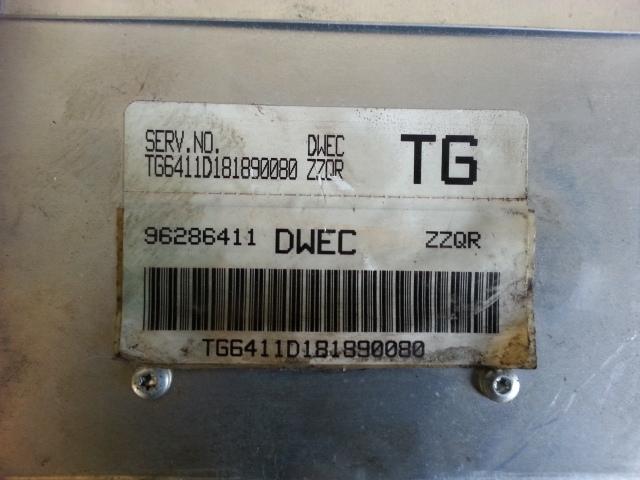 SERV.NO. DWEC TG
TG6411D181890080 ZZQR
96286411 DWEC ZZQR
TG6411D181890080